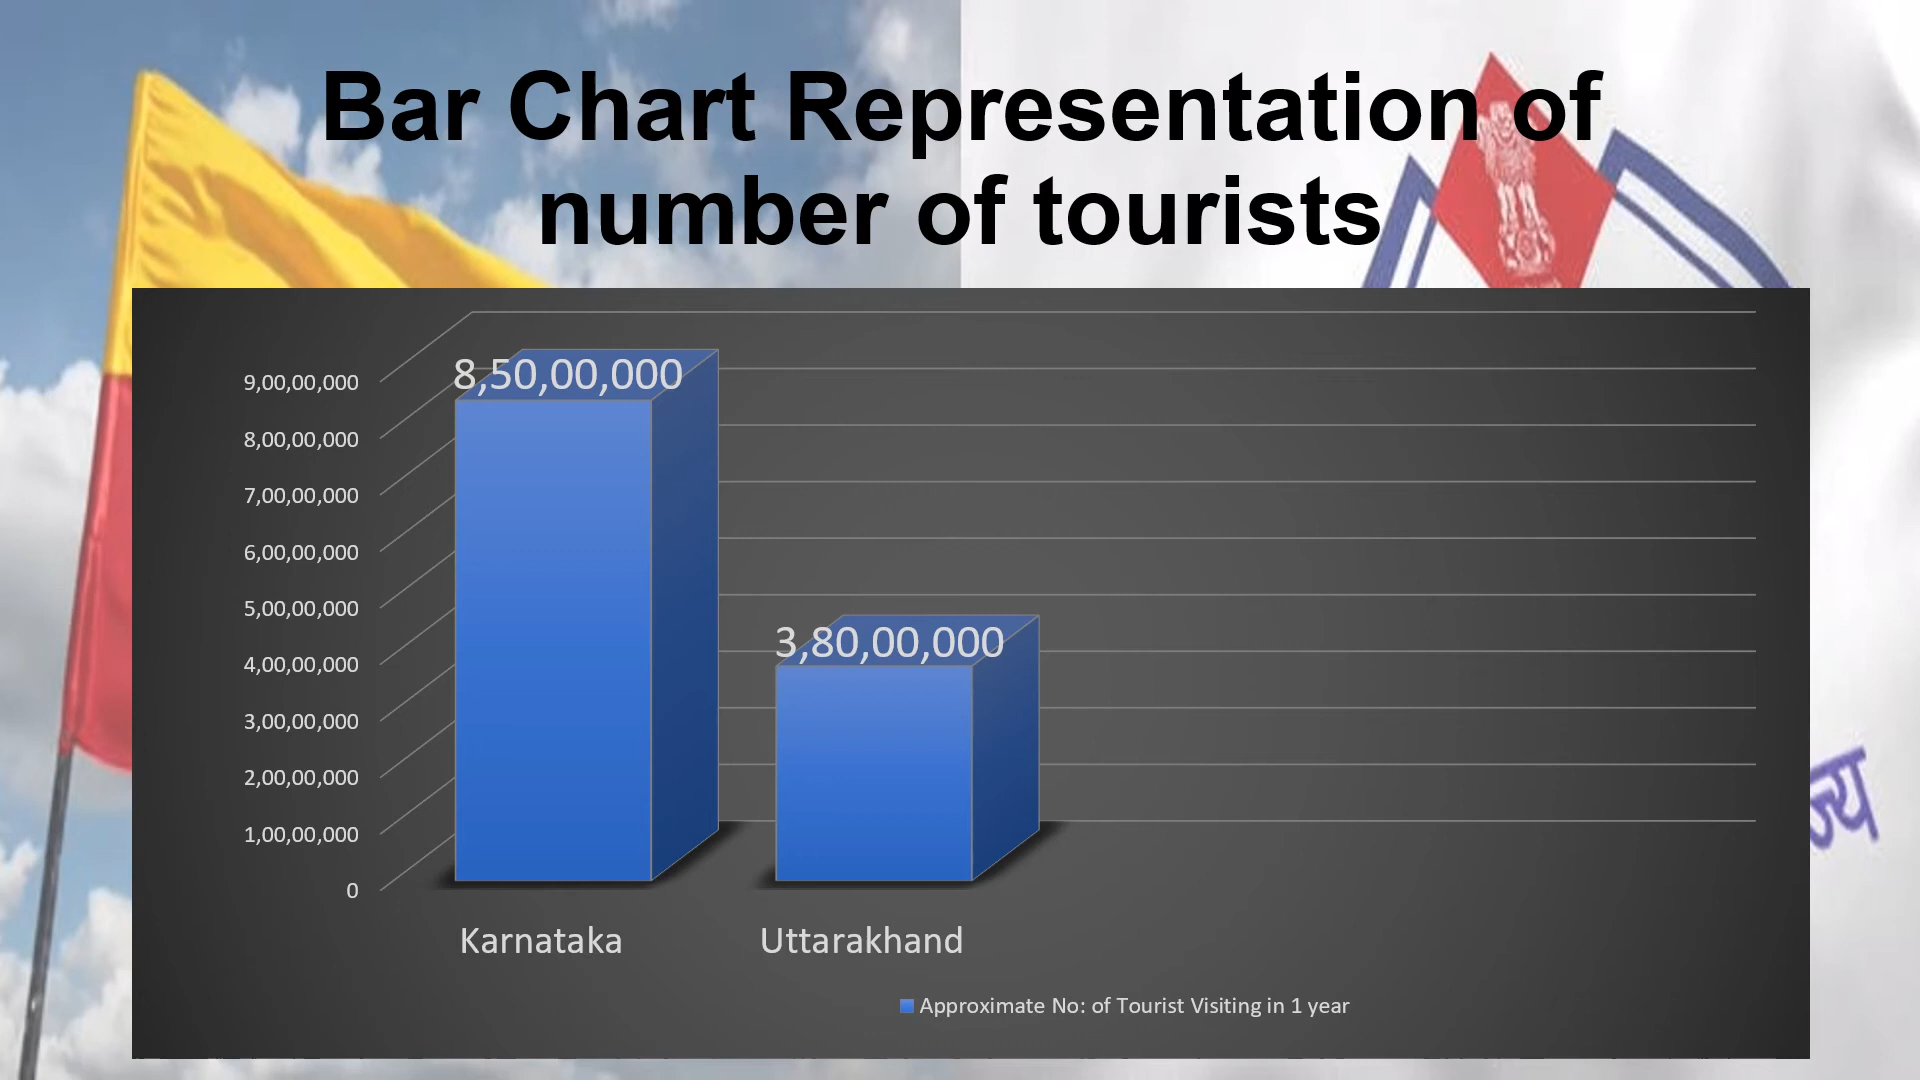 Bar Chart Representation of
number of tourists
9,00,00,000
8,00,00,000
7,00,00,000
6,00,00,000
5,00,00,000
4,00,00,000
3,00,00,000
2,00,00,000
1,00,00,000
0
8,50,00,000
3,80,00,000
Karnataka
Uttarakhand
Approximate No: of Tourist Visiting in 1 year